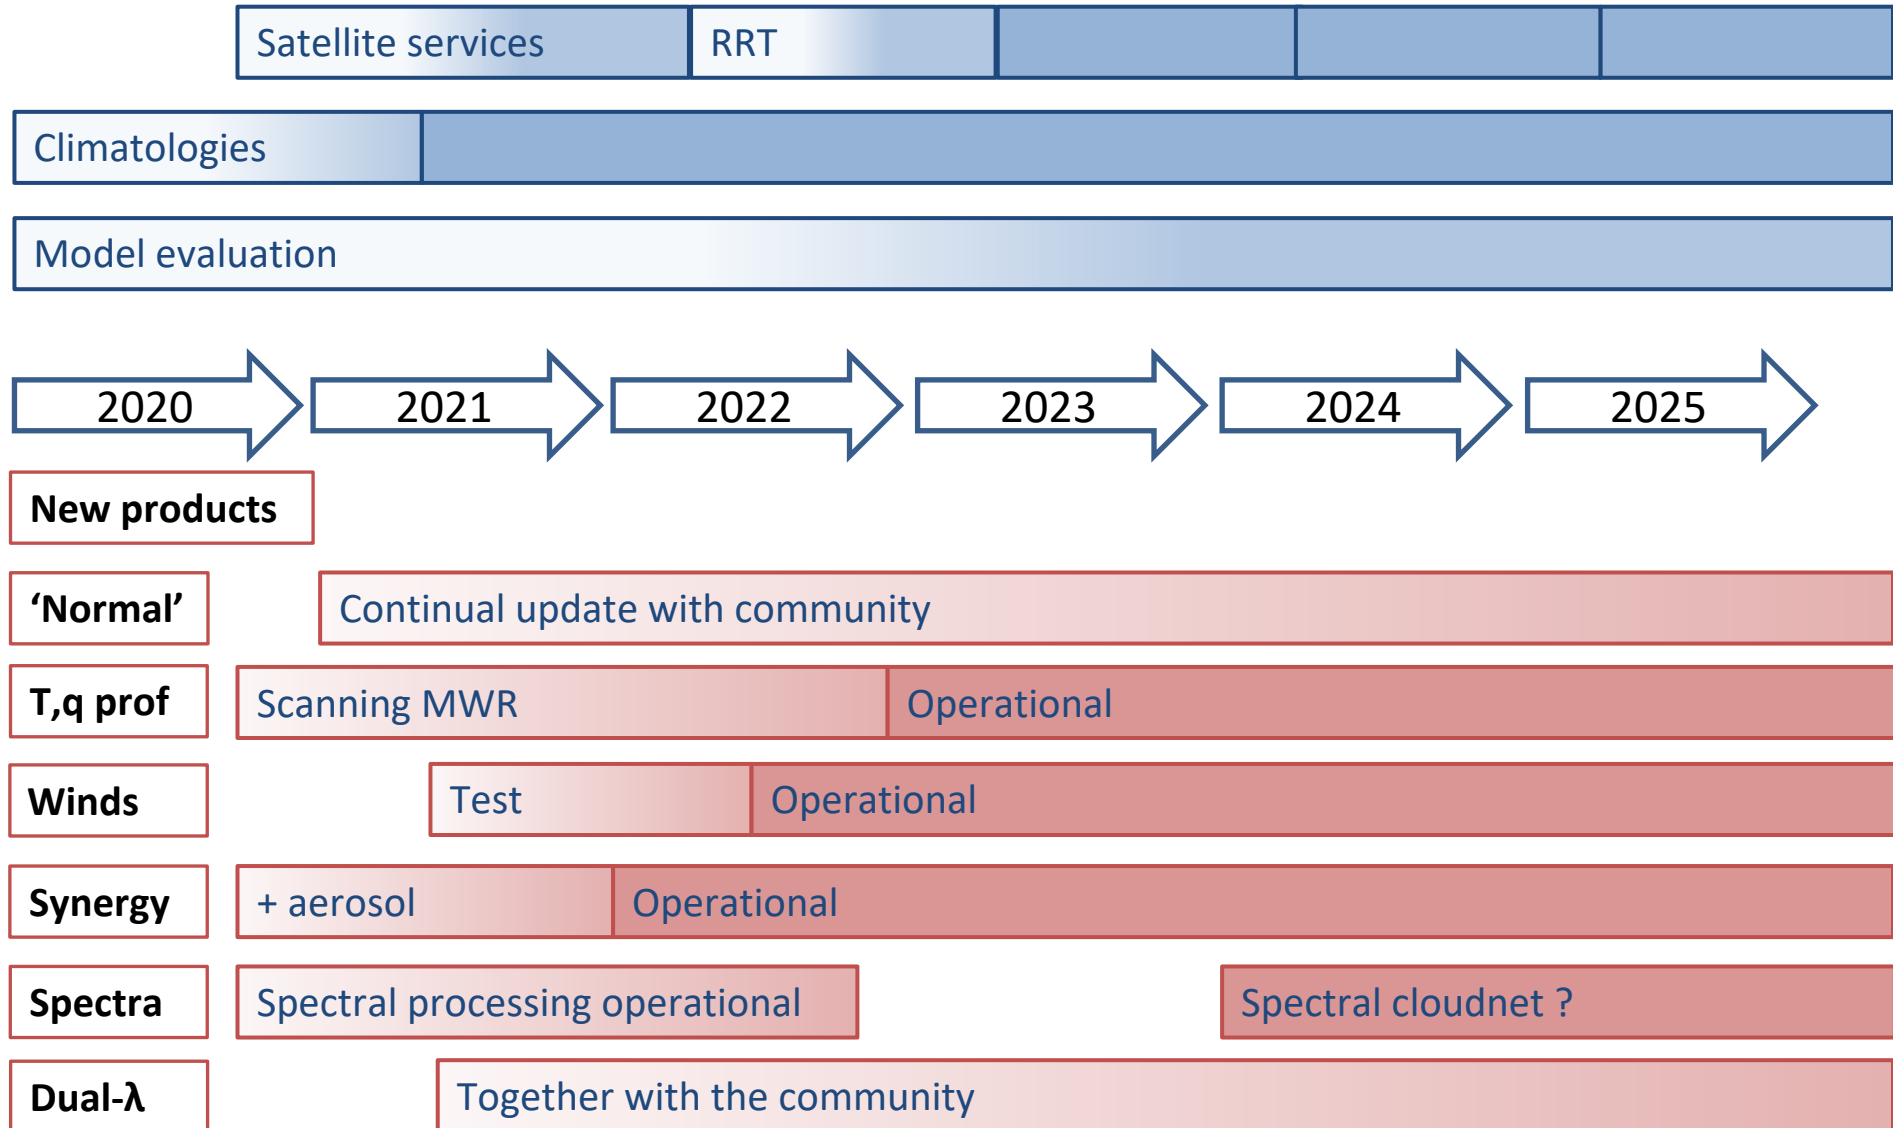 Satellite services
RRT
Climatologies
Model evaluation
2020
2021
2022
2023
2024
2025
New products
‘Normal’
Continual update with community
T,q prof
Scanning MWR
Operational
Winds
Test
Operational
Synergy
+ aerosol
Operational
Spectra
Spectral processing operational
Spectral cloudnet ?
Dual-λ
Together with the community